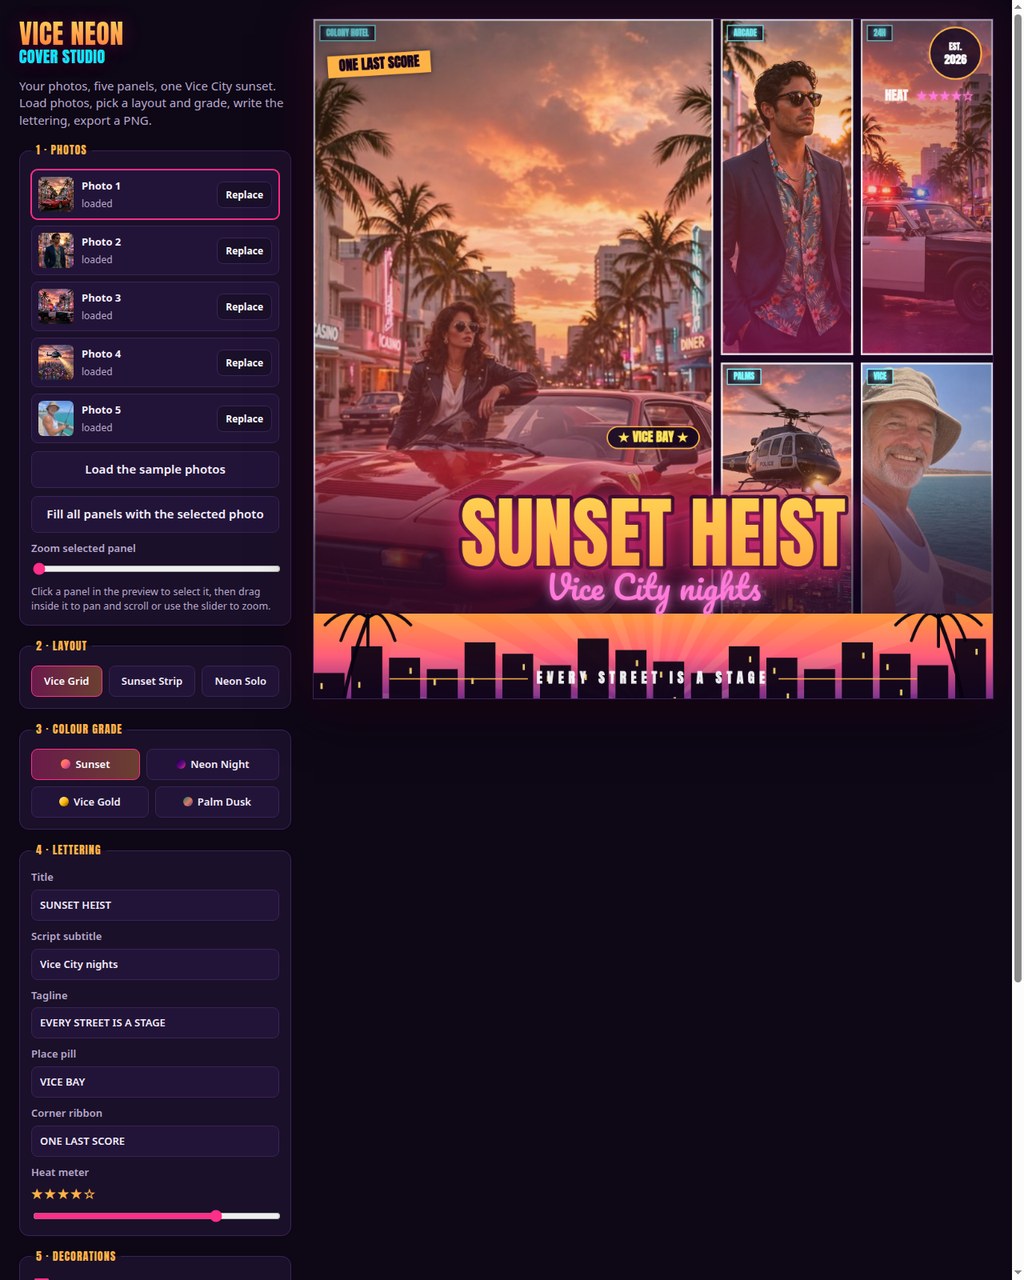 VICE NEON
COVER STUDIO
Your photos, five panels, one Vice City sunset.
Load photos, pick a layout and grade, write the
lettering, export a PNG.
1 · PHOTOS
Photo 1
loaded
Replace
Photo 2
loaded
Replace
Photo 3
loaded
Replace
Photo 4
loaded
Replace
Photo 5
loaded
Replace
Load the sample photos
Fill all panels with the selected photo
Zoom selected panel
Click a panel in the preview to select it, then drag
inside it to pan and scroll or use the slider to zoom.
2 · LAYOUT
Vice Grid
Sunset Strip
Neon Solo
3 · COLOUR GRADE
Sunset
Neon Night
Vice Gold
Palm Dusk
4 · LETTERING
Title
SUNSET HEIST
Script subtitle
Vice City nights
Tagline
EVERY STREET IS A STAGE
Place pill
VICE BAY
Corner ribbon
ONE LAST SCORE
Heat meter
★★★★☆
5 · DECORATIONS
COLONY HOTEL
ONE LAST SCORE
ARCADE
24H
EST.
2026
HEAT ★★★★☆
CASINO
CASINO
DINER
PALMS
VICE
POLICE
★ VICE BAY ★
SUNSET HEIST
Vice City nights
EVERY STREET IS A STAGE